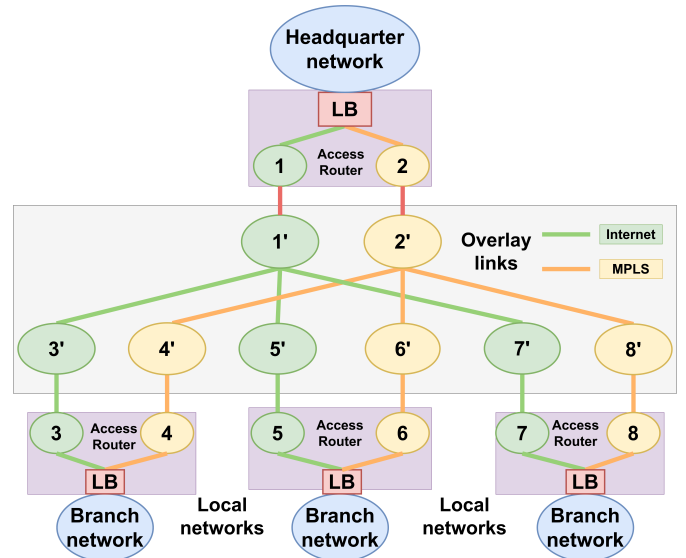 Headquarter
network
LB
1
Access
Router
2
1'
2'
Overlay
links
Internet
MPLS
3'
4'
5'
6'
7'
8'
3
Access
Router
4
5
Access
Router
6
7
Access
Router
8
LB
LB
LB
Branch
network
Local
networks
Branch
network
Local
networks
Branch
network